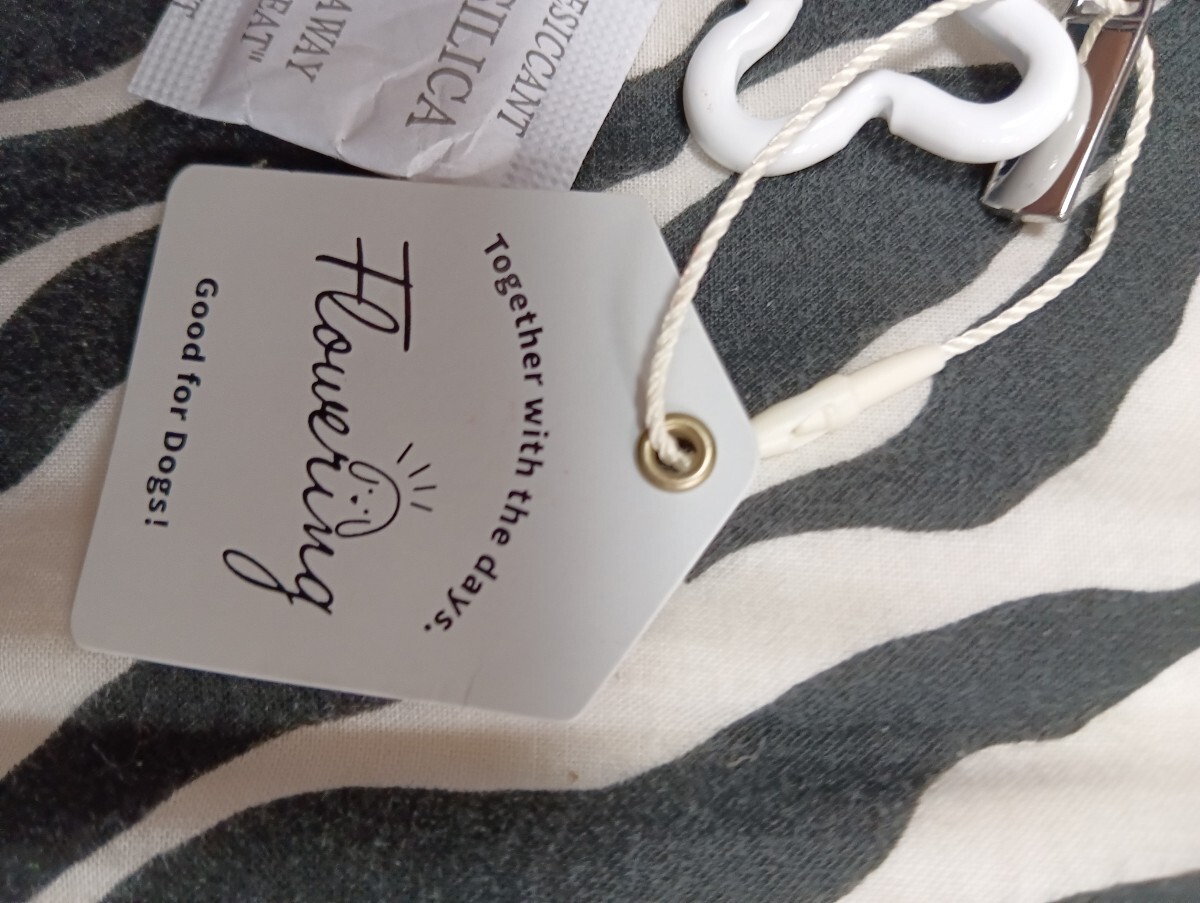 Together with the days.
Flowering
Good for Dogs!
ESICCANT
SILICA
AWAY
EAT"